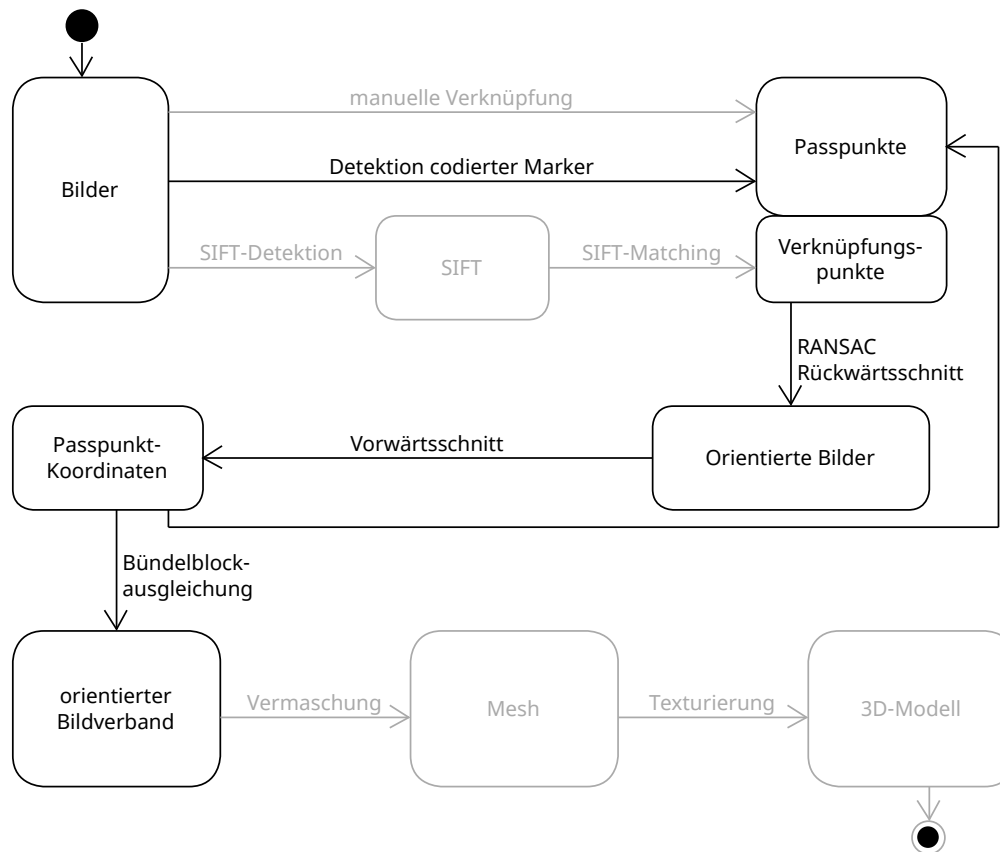 manuelle Verknüpfung
Passpunkte
Detektion codierter Marker
Bilder
SIFT-Detektion
SIFT
SIFT-Matching
Verknüpfungs-
punkte
RANSAC
Rückwärtsschnitt
Passpunkt-
Koordinaten
Vorwärtsschnitt
Orientierte Bilder
Bündelblock-
ausgleichung
orientierter
Bildverband
Vermaschung
Mesh
Texturierung
3D-Modell